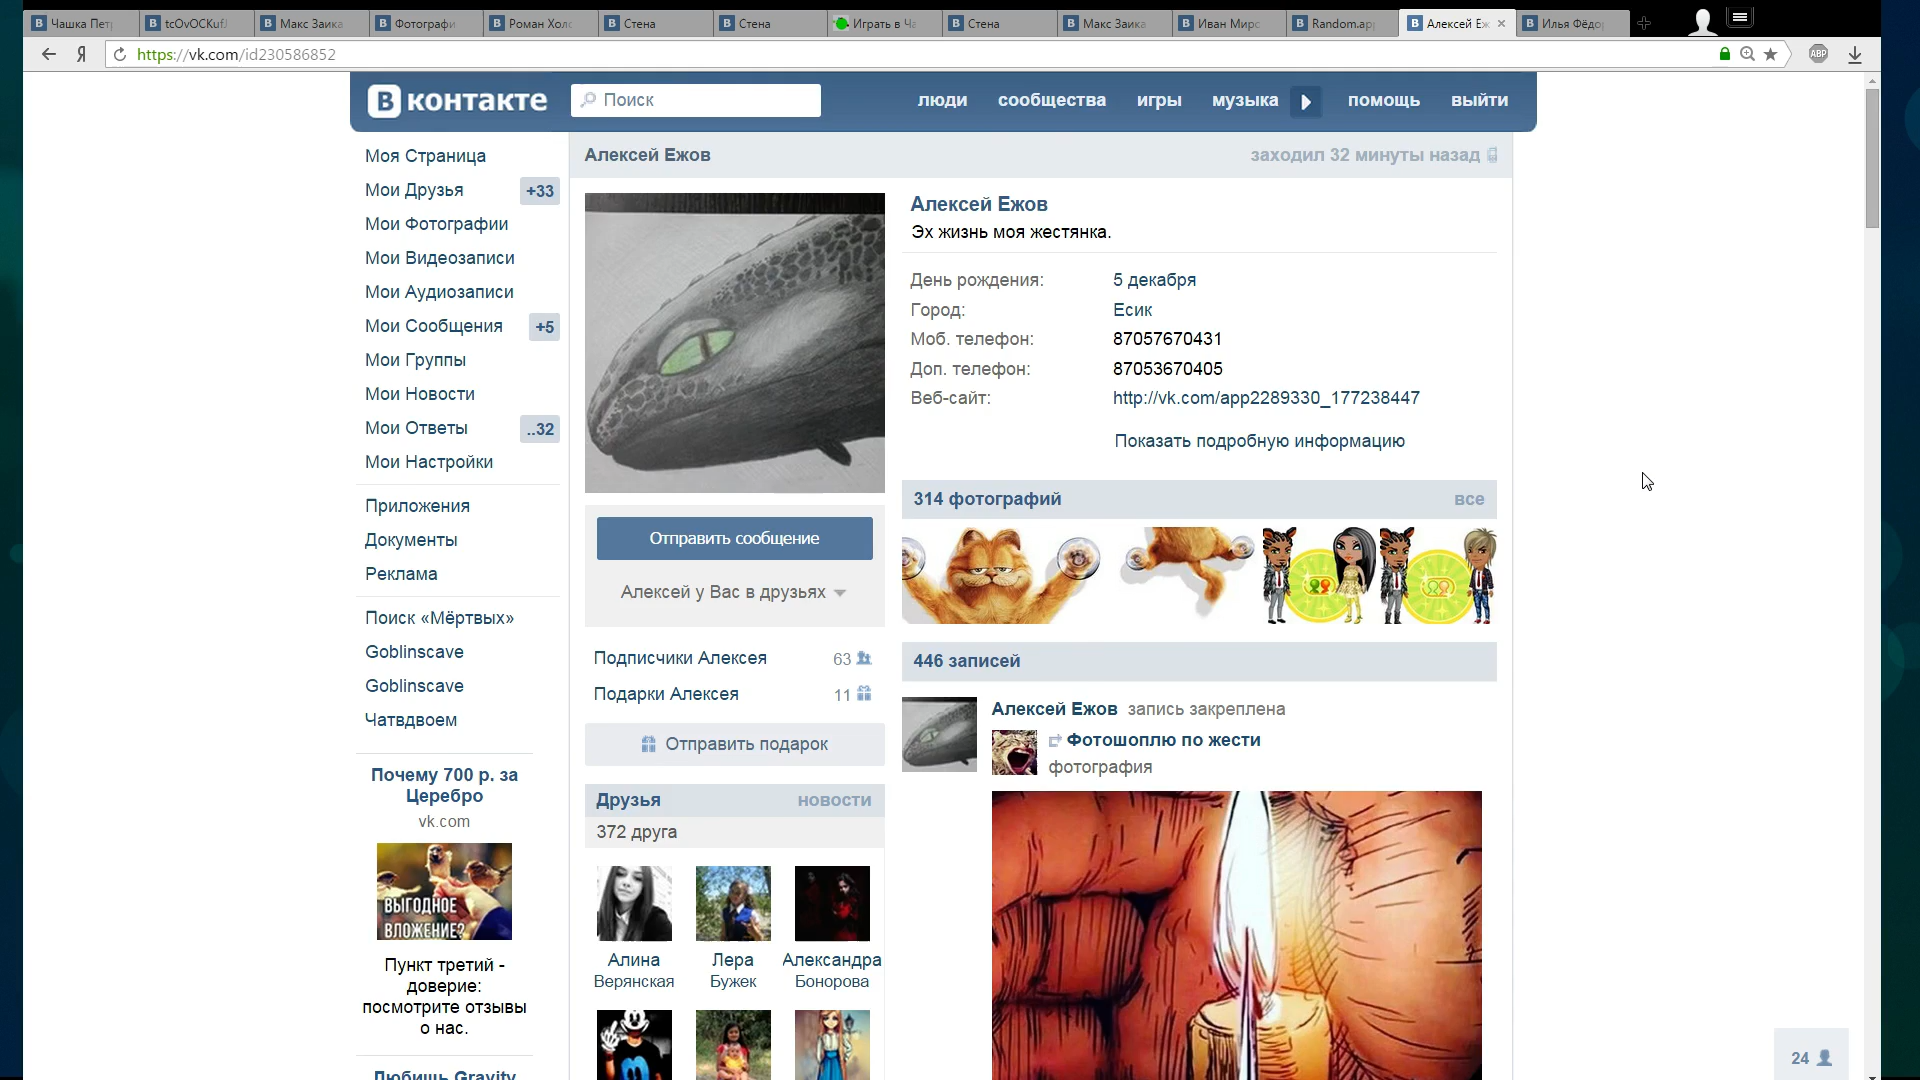 Чашка Пет
tcOvOCKuf
Макс Заика
Фотографи
Роман Хол
Стена
Стена
Играть в Ча
Стена
Макс Заика
Иван Мирс
Random.app
Алексей Еж
Илья Фёдо
Я
https://vk.com/id230586852
ABP
В контакте
Поиск
люди
сообщества
игры
музыка
помощь
выйти
Моя Страница
Мои Друзья
+33
Мои Фотографии
Мои Видеозаписи
Мои Аудиозаписи
Мои Сообщения
+5
Мои Группы
Мои Новости
Мои Ответы
..32
Мои Настройки
Приложения
Документы
Реклама
Поиск «Мёртвых»
Goblinscave
Goblinscave
Чатвдвоем
Почему 700 р. за
Церебро
vk.com
ВЫГОДНОЕ
ВЛОЖЕНИЕ?
Пункт третий -
доверие:
посмотрите отзывы
о нас.
Любишь Gravity
Алексей Ежов
заходил 32 минуты назад
Отправить сообщение
Алексей у Вас в друзьях
Подписчики Алексея
63
Подарки Алексея
11
Отправить подарок
Друзья
новости
372 друга
Алина
Верянская
Лера
Бужек
Александра
Бонорова
Алексей Ежов
Эх жизнь моя жестянка.
День рождения:
5 декабря
Город:
Есик
Моб. телефон:
87057670431
Доп. телефон:
87053670405
Веб-сайт:
http://vk.com/app2289330_177238447
Показать подробную информацию
314 фотографий
все
446 записей
Алексей Ежов запись закреплена
Фотошоплю по жести
фотография
24